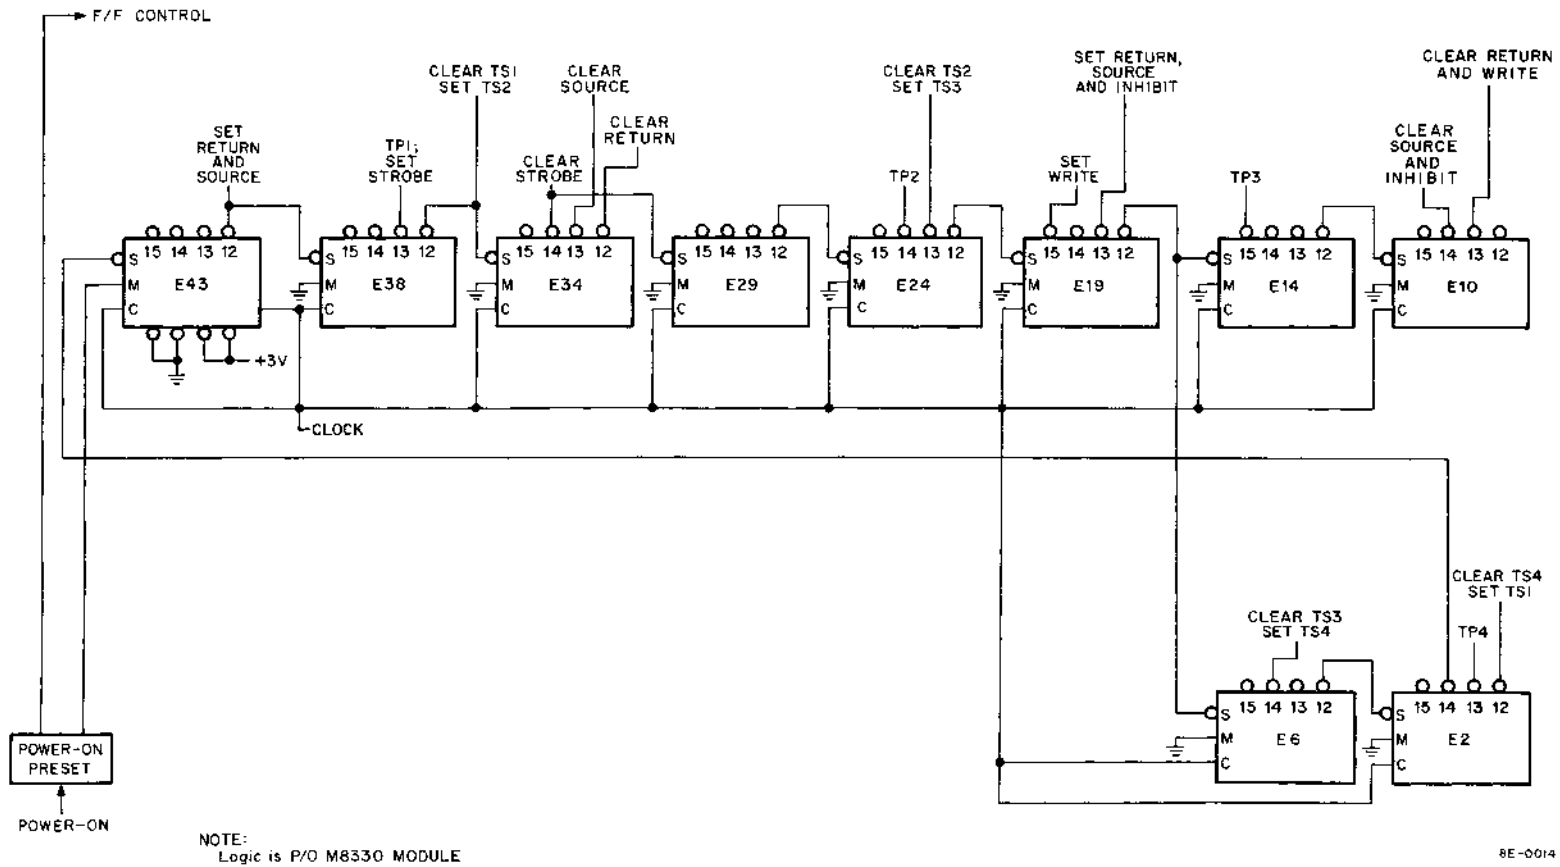 F/F CONTROL
SET
RETURN
AND
SOURCE
TP1;
SET
STROBE
CLEAR TS1
SET TS2
CLEAR
STROBE
CLEAR
SOURCE
CLEAR
RETURN
TP2
CLEAR TS2
SET TS3
SET
WRITE
SET RETURN,
SOURCE
AND INHIBIT
TP3
CLEAR
SOURCE
AND
INHIBIT
CLEAR RETURN
AND WRITE
15 14 13 12
S
M
C
E43
+3V
15 14 13 12
S
M
C
E38
15 14 13 12
S
M
C
E34
15 14 13 12
S
M
C
E29
15 14 13 12
S
M
C
E24
15 14 13 12
S
M
C
E19
15 14 13 12
S
M
C
E14
15 14 13 12
S
M
C
E10
CLOCK
CLEAR TS3
SET TS4
TP4
CLEAR TS4
SET TS1
15 14 13 12
S
M
C
E6
15 14 13 12
S
M
C
E2
POWER-ON
PRESET
POWER-ON
NOTE:
Logic is P/O M8330 MODULE
8E-0014